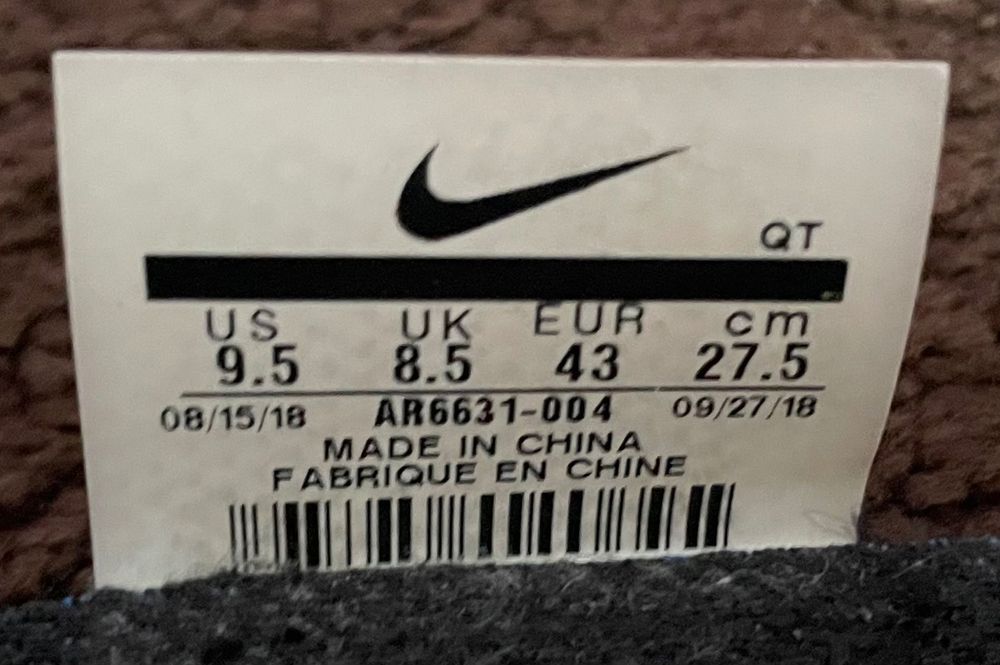 QT
US UK EUR cm
9.5 8.5 43 27.5
08/15/18 AR6631-004 09/27/18
MADE IN CHINA
FABRIQUE EN CHINE